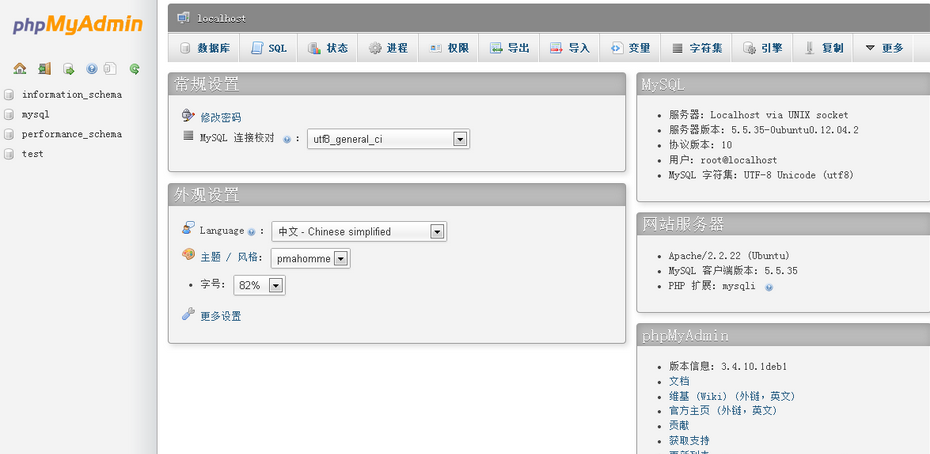 phpMyAdmin
information_schema
mysql
performance_schema
test
localhost
数据库 SQL 状态 进程 权限 导出 导入 变量 字符集 引擎 复制 更多
常规设置
修改密码
MySQL 连接校对 : utf8_general_ci
外观设置
Language : 中文 - Chinese simplified
主题 / 风格: pmahomme
字号: 82%
更多设置
MySQL
服务器: Localhost via UNIX socket
服务器版本: 5.5.35-0ubuntu0.12.04.2
协议版本: 10
用户: root@localhost
MySQL 字符集: UTF-8 Unicode (utf8)
网站服务器
Apache/2.2.22 (Ubuntu)
MySQL 客户端版本: 5.5.35
PHP 扩展: mysqli
phpMyAdmin
版本信息: 3.4.10.1deb1
文档
维基 (Wiki) (外链，英文)
官方主页 (外链，英文)
贡献
获取支持